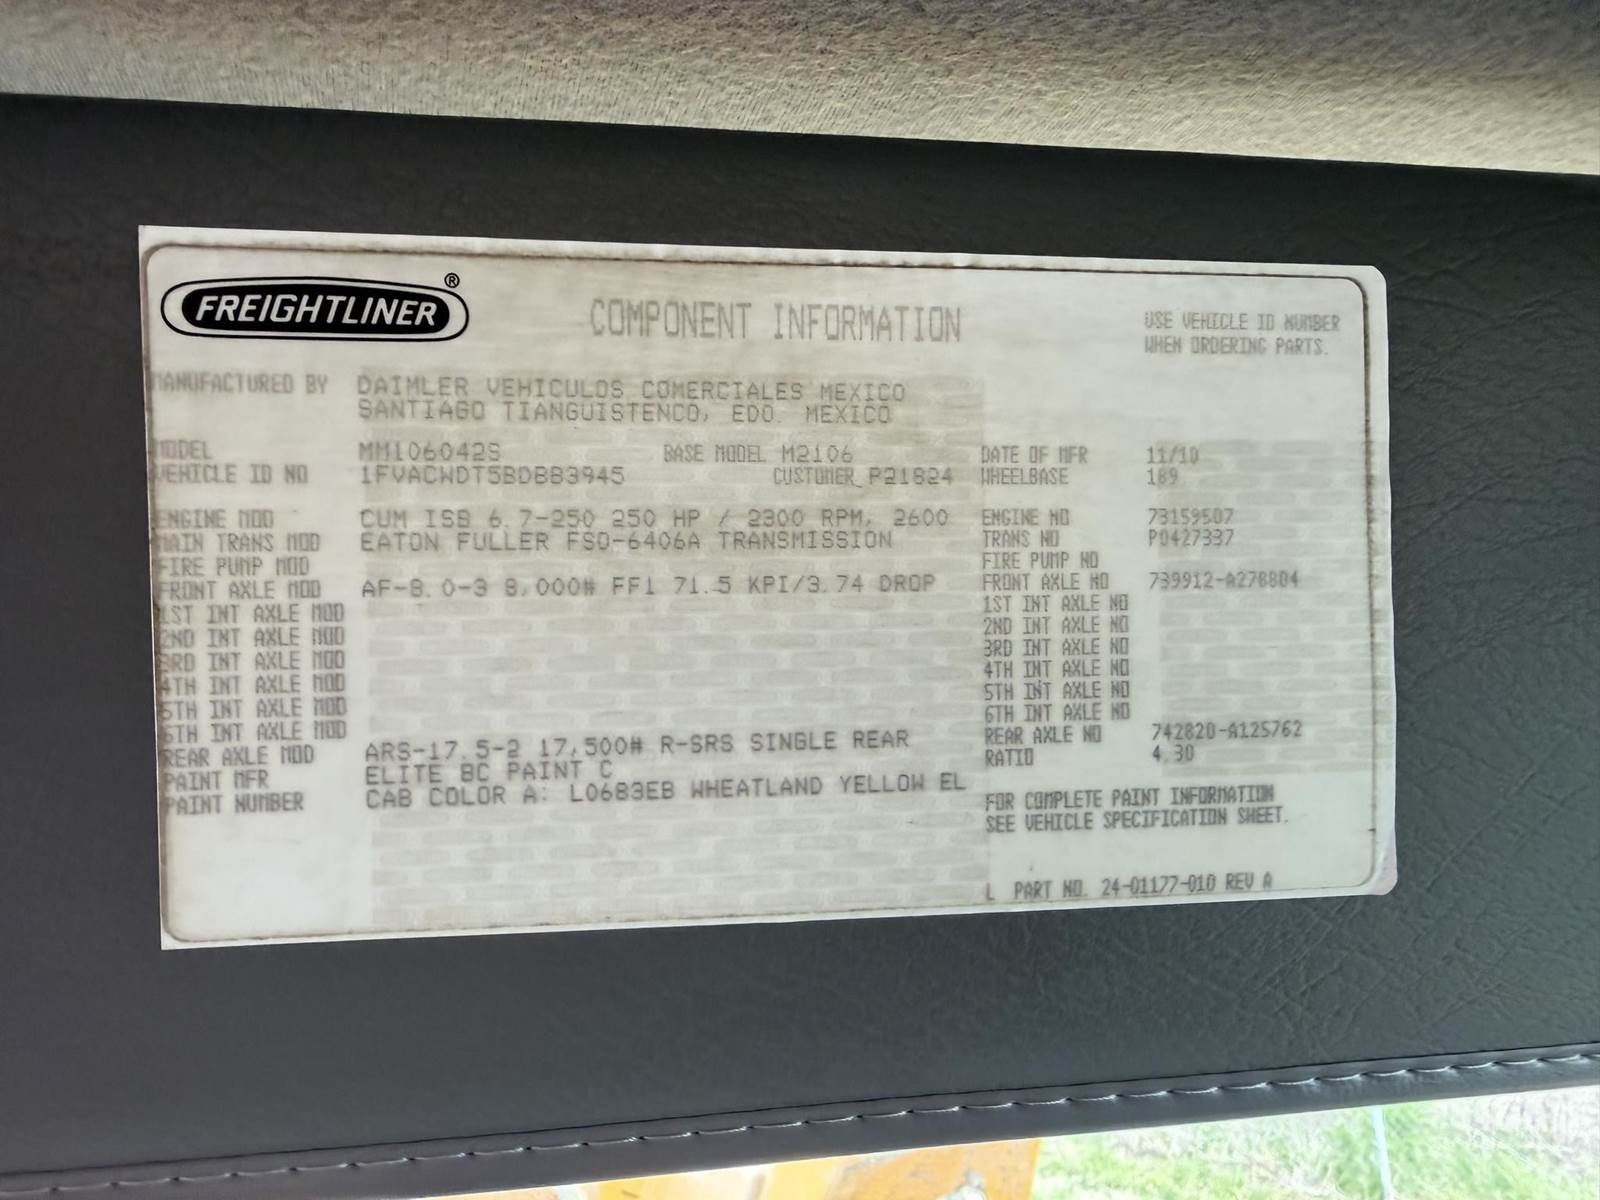 FREIGHTLINER®
COMPONENT INFORMATION
USE VEHICLE ID NUMBER
WHEN ORDERING PARTS.
MANUFACTURED BY DAIMLER VEHICULOS COMERCIALES MEXICO
SANTIAGO TIANGUISTENCO, EDO. MEXICO
MODEL MM106042S BASE MODEL M2106 DATE OF MFR 11/10
VEHICLE ID NO 1FVACWDT5BDBB3945 CUSTOMER P21824 WHEELBASE 189
ENGINE MOD CUM ISB 6.7-250 250 HP / 2300 RPM, 2600 ENGINE NO 73159507
MAIN TRANS MOD EATON FULLER FSO-6406A TRANSMISSION TRANS NO P0427337
FIRE PUMP MOD FIRE PUMP NO
FRONT AXLE MOD AF-8.0-3 8,000# FF1 71.5 KPI/3.74 DROP FRONT AXLE NO 739912-A278804
1ST INT AXLE MOD 1ST INT AXLE NO
2ND INT AXLE MOD 2ND INT AXLE NO
3RD INT AXLE MOD 3RD INT AXLE NO
4TH INT AXLE MOD 4TH INT AXLE NO
5TH INT AXLE MOD 5TH INT AXLE NO
6TH INT AXLE MOD 6TH INT AXLE NO
REAR AXLE MOD ARS-17.5-2 17,500# R-SRS SINGLE REAR REAR AXLE NO 742820-A125762
PAINT MFR ELITE BC PAINT C RATIO 4.30
PAINT NUMBER CAB COLOR A: L0683EB WHEATLAND YELLOW EL
FOR COMPLETE PAINT INFORMATION
SEE VEHICLE SPECIFICATION SHEET.
L PART NO. 24-01177-010 REV A